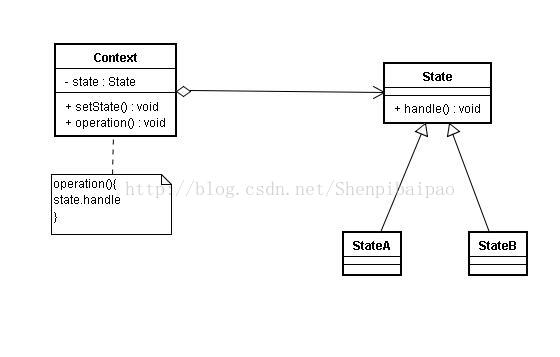 Context
- state : State
+ setState() : void
+ operation() : void
State
+ handle() : void
operation(){
state.handle
}
http://blog.csdn.net/Shenpibaipao
StateA
StateB